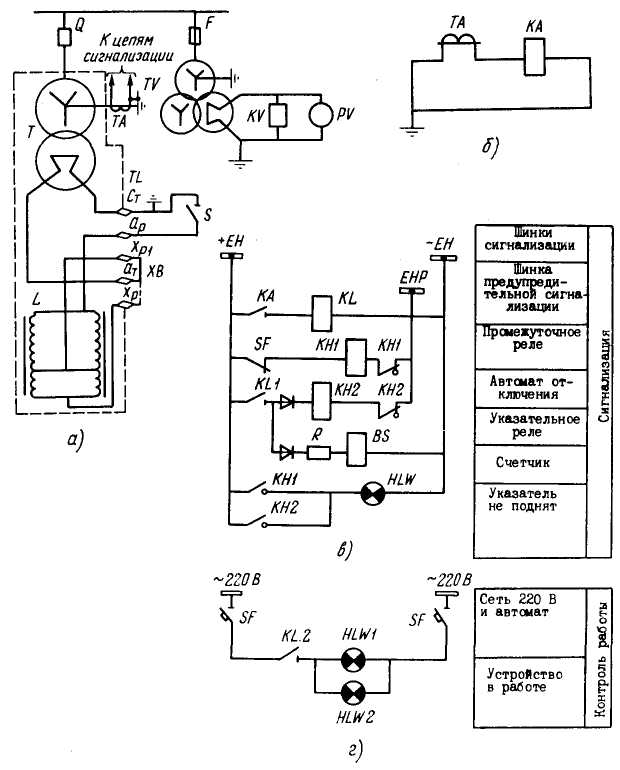 Q
F
К цепям
сигнализации
TV
TA
T
KV
PV
TL
Cт
S
aр
xр1
aт
XB
xр
L
а)
TA
KA
б)
+EH
~EH
EHP
KA
KL
SF
KH1
KH1
KL1
KH2
KH2
R
BS
KH1
HLW
KH2
в)
Шинки
сигнализации
Шинка
предупреди-
тельной сигна-
лизации
Промежуточное
реле
Автомат от-
ключения
Указательное
реле
Счетчик
Указатель
не поднят
Сигнализация
~220 В
~220 В
SF
SF
KL.2
HLW1
HLW2
г)
Сеть 220 В
и автомат
Устройство
в работе
Контроль работы